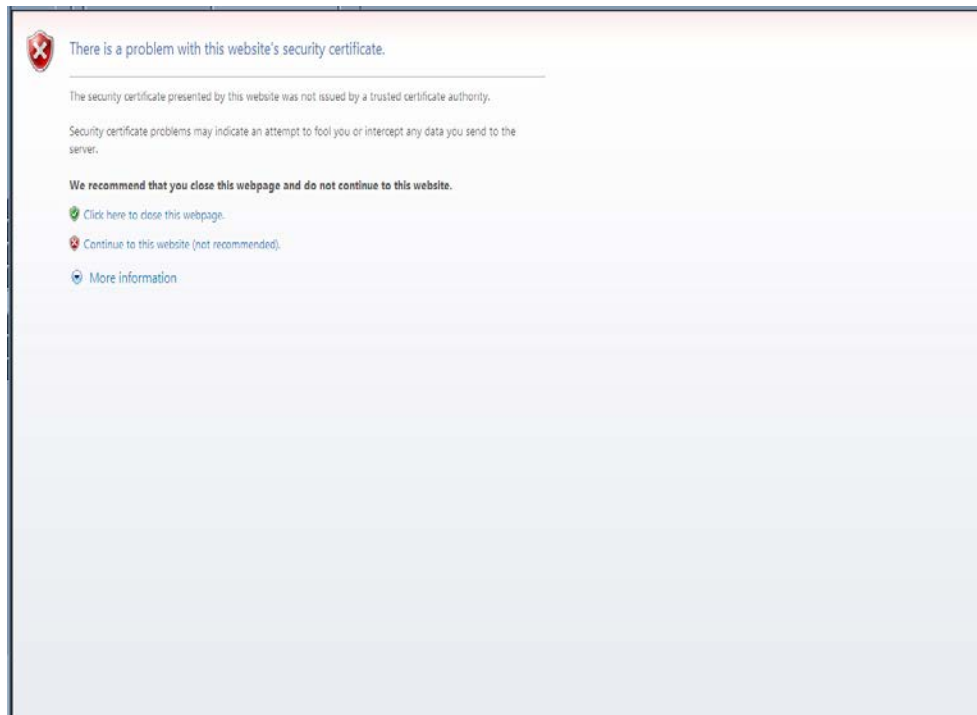 There is a problem with this website's security certificate.
The security certificate presented by this website was not issued by a trusted certificate authority.
Security certificate problems may indicate an attempt to fool you or intercept any data you send to the
server.
We recommend that you close this webpage and do not continue to this website.
Click here to close this webpage.
Continue to this website (not recommended).
More information